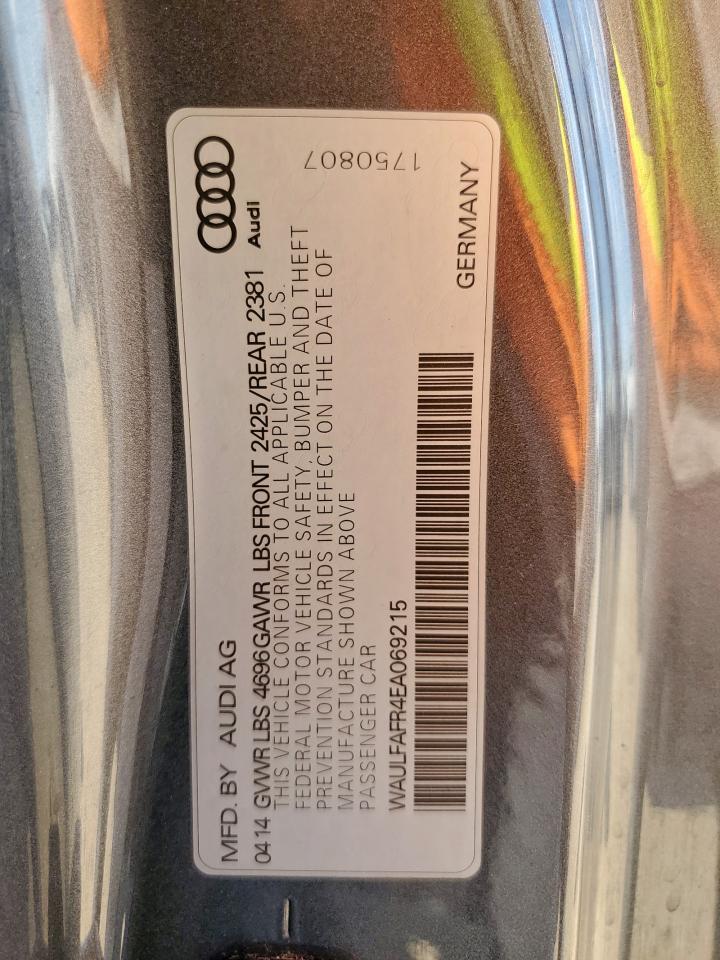 MFD. BY AUDI AG
0414 GVWR LBS 4696 GAWR LBS FRONT 2425/REAR 2381 Audi
THIS VEHICLE CONFORMS TO ALL APPLICABLE U.S.
FEDERAL MOTOR VEHICLE SAFETY, BUMPER AND THEFT
PREVENTION STANDARDS IN EFFECT ON THE DATE OF
MANUFACTURE SHOWN ABOVE
PASSENGER CAR
1750807
WAULFAFR4EA069215
GERMANY